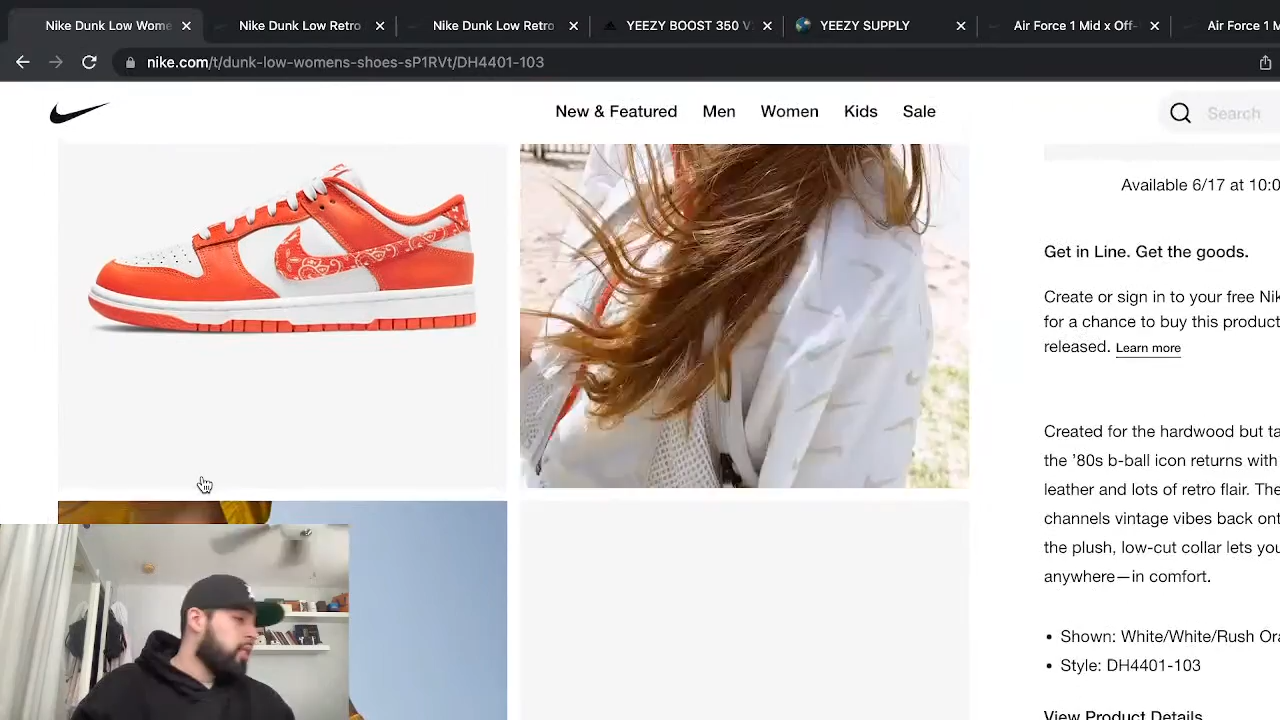 Nike Dunk Low Wome
Nike Dunk Low Retro
Nike Dunk Low Retro
YEEZY BOOST 350 V
YEEZY SUPPLY
Air Force 1 Mid x Off-
Air Force 1 M
nike.com/t/dunk-low-womens-shoes-sP1RVt/DH4401-103
New & Featured
Men
Women
Kids
Sale
Search
Available 6/17 at 10:0
Get in Line. Get the goods.
Create or sign in to your free Nik
for a chance to buy this product
released. Learn more
Created for the hardwood but ta
the '80s b-ball icon returns with
leather and lots of retro flair. The
channels vintage vibes back ont
the plush, low-cut collar lets you
anywhere—in comfort.
• Shown: White/White/Rush Ora
• Style: DH4401-103
View Product Details